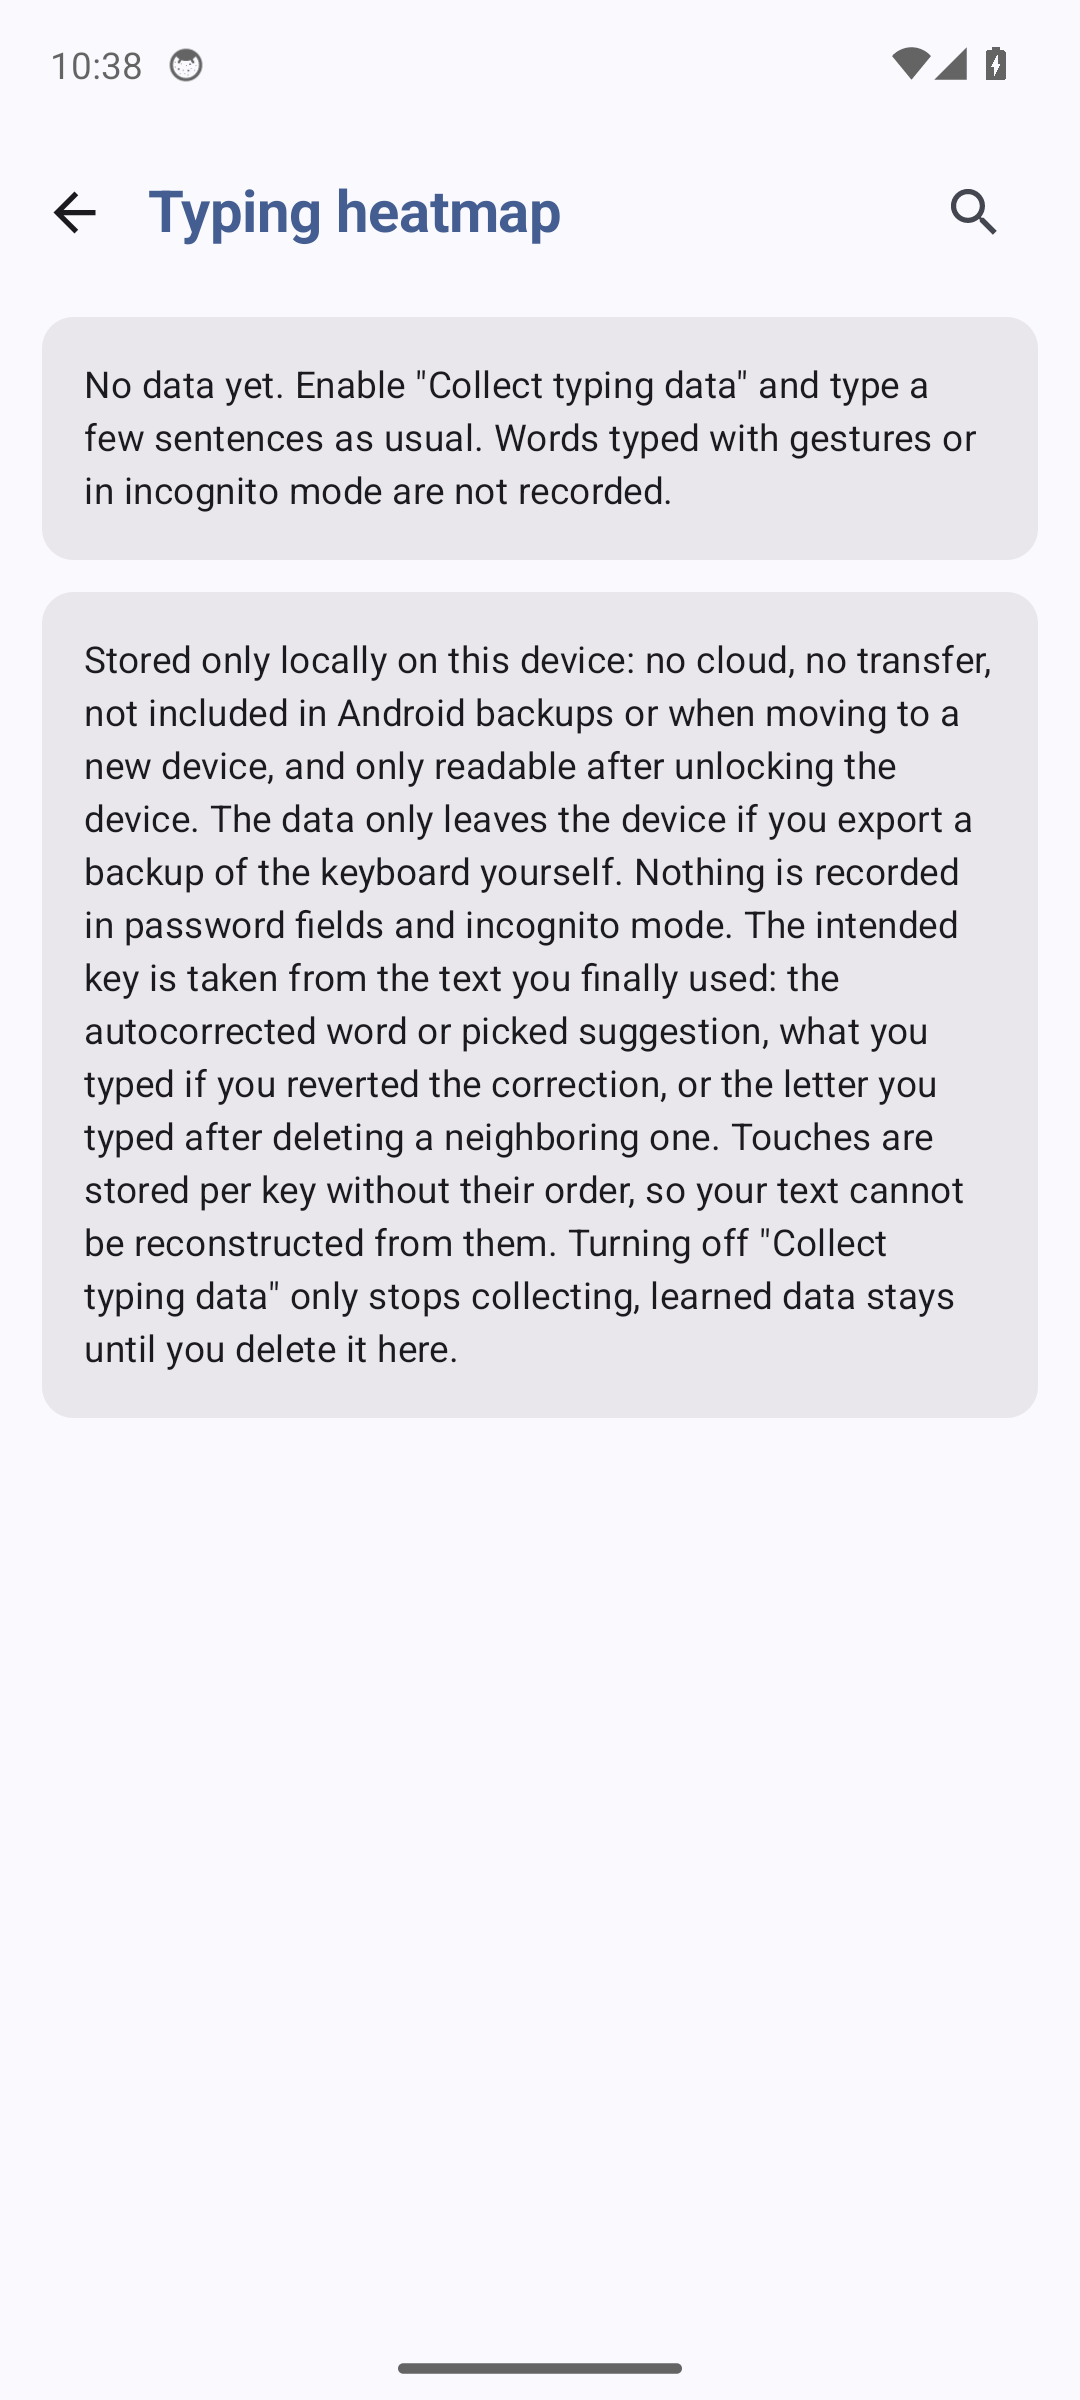 10:38
Typing heatmap
No data yet. Enable "Collect typing data" and type a
few sentences as usual. Words typed with gestures or
in incognito mode are not recorded.
Stored only locally on this device: no cloud, no transfer,
not included in Android backups or when moving to a
new device, and only readable after unlocking the
device. The data only leaves the device if you export a
backup of the keyboard yourself. Nothing is recorded
in password fields and incognito mode. The intended
key is taken from the text you finally used: the
autocorrected word or picked suggestion, what you
typed if you reverted the correction, or the letter you
typed after deleting a neighboring one. Touches are
stored per key without their order, so your text cannot
be reconstructed from them. Turning off "Collect
typing data" only stops collecting, learned data stays
until you delete it here.